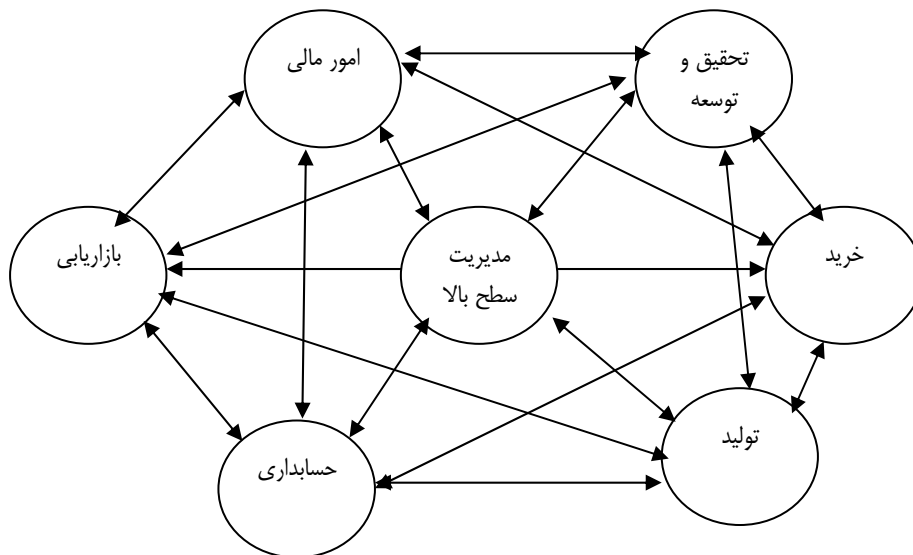 امور مالی
تحقیق و
توسعه
بازاریابی
مدیریت
سطح بالا
خرید
حسابداری
تولید